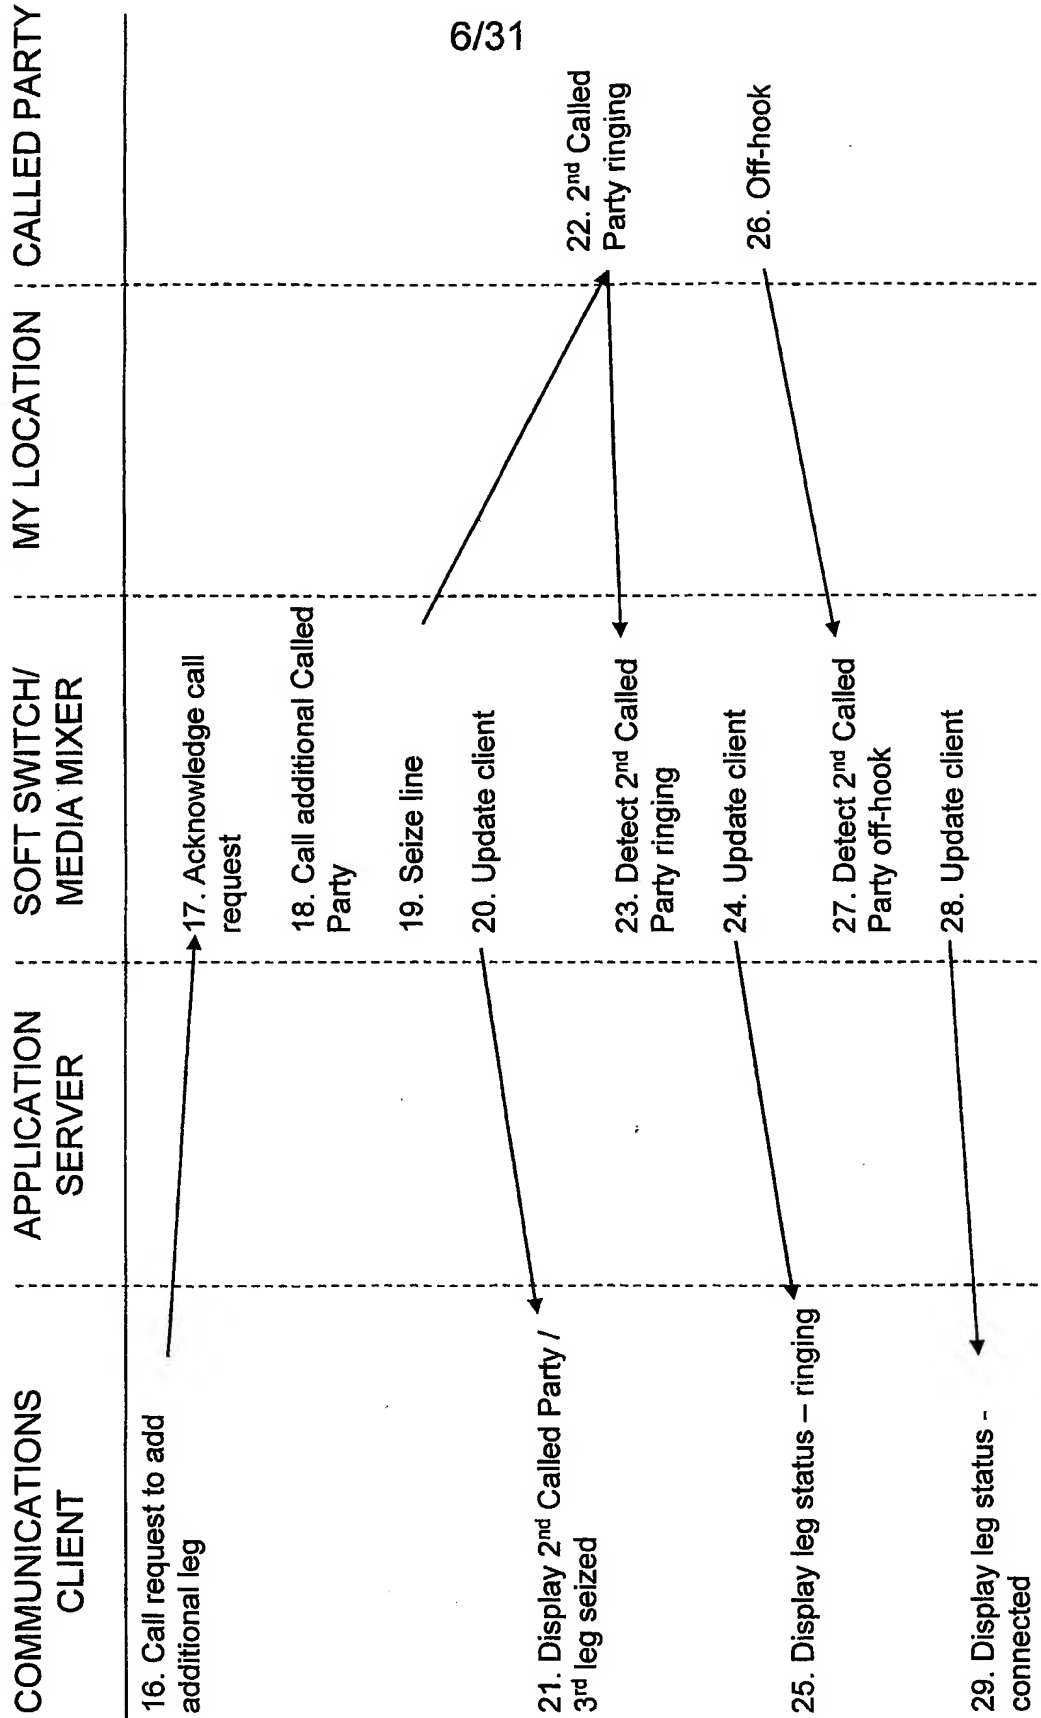 6/31
COMMUNICATIONS
CLIENT
APPLICATION
SERVER
SOFT SWITCH/
MEDIA MIXER
MY LOCATION
CALLED PARTY
16. Call request to add
additional leg
17. Acknowledge call
request
18. Call additional Called
Party
19. Seize line
20. Update client
21. Display 2nd Called Party /
3rd leg seized
22. 2nd Called
Party ringing
23. Detect 2nd Called
Party ringing
24. Update client
25. Display leg status – ringing
26. Off-hook
27. Detect 2nd Called
Party off-hook
28. Update client
29. Display leg status -
connected